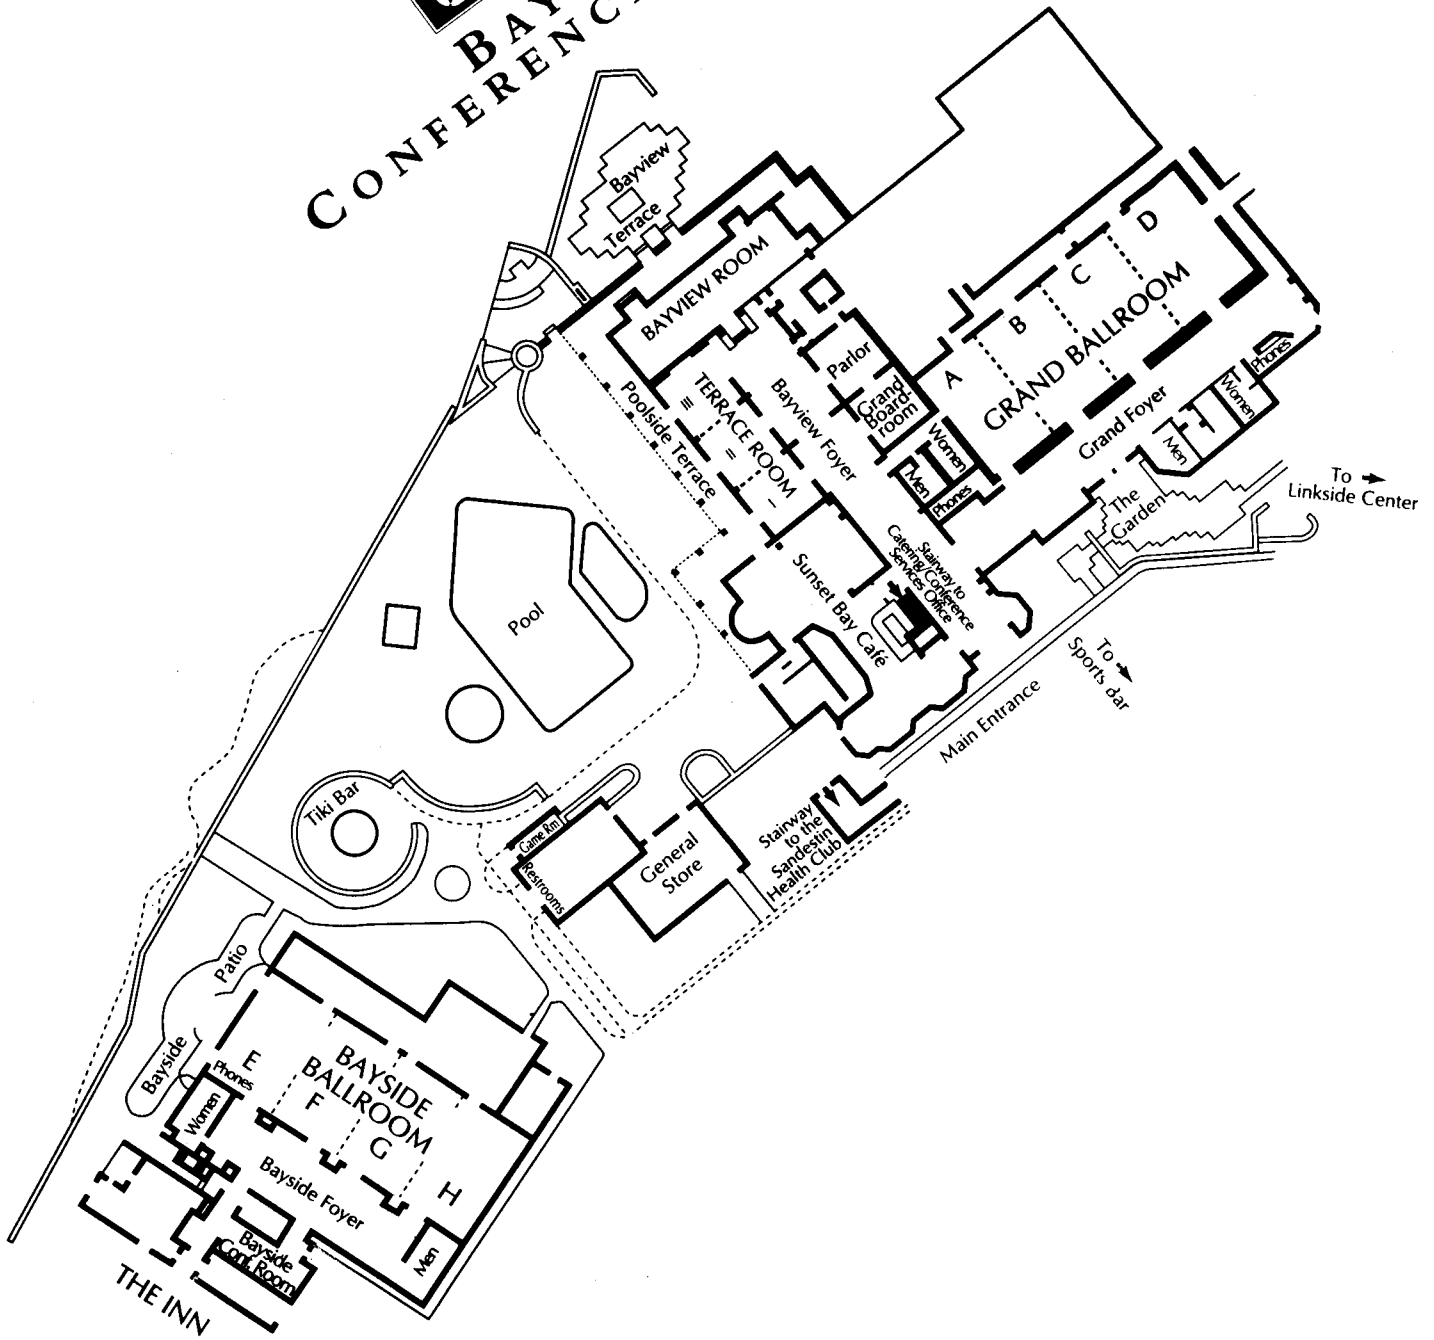 BAY
CONFERENC
Bayview
Terrace
BAYVIEW ROOM
Parlor
Grand
Board-
room
Bayview Foyer
TERRACE ROOM
III
II
I
Poolside Terrace
A
B
C
D
GRAND BALLROOM
Grand Foyer
Phones
Women
Men
Women
Men
Phones
The
Garden
To
Linkside Center
Stairway to
Catering/Conference
Services Office
Sunset Bay Café
To
Sports Bar
Main Entrance
Pool
Tiki Bar
Game Rm
Restrooms
General
Store
Stairway
to the
Sandestin
Health Club
Patio
Bayside
E
Phones
Women
BAYSIDE
BALLROOM
F
G
H
Bayside Foyer
Men
Bayside
Conf. Room
THE INN